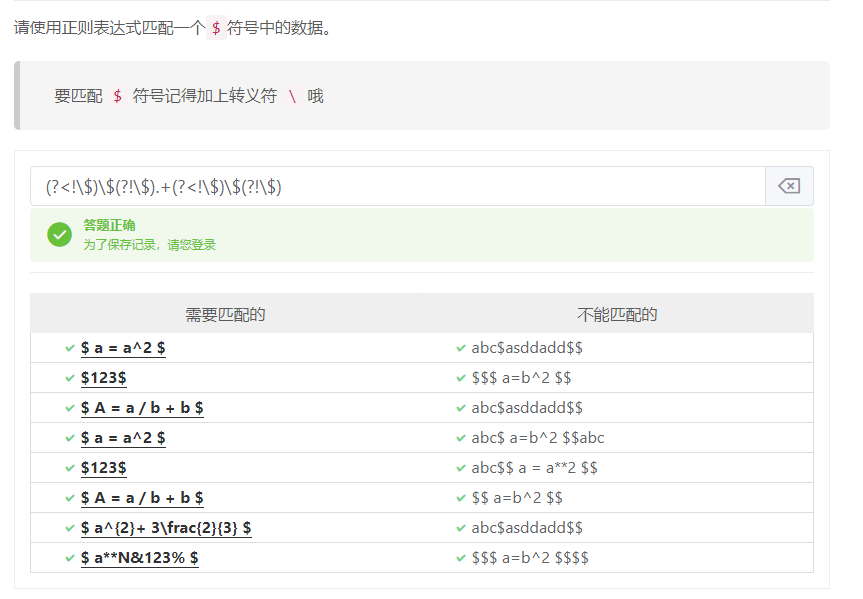 请使用正则表达式匹配一个 $ 符号中的数据。
要匹配 $ 符号记得加上转义符 \ 哦
(?<!\$)\$(?!\$).+(?<!\$)\$(?!\$)
答题正确
为了保存记录，请您登录
需要匹配的 不能匹配的
$ a = a^2 $ abc$asddadd$$
$123$ $$$ a=b^2 $$
$ A = a / b + b $ abc$asddadd$$
$ a = a^2 $ abc$ a=b^2 $$abc
$123$ abc$$ a = a**2 $$
$ A = a / b + b $ $$ a=b^2 $$
$ a^{2}+ 3\frac{2}{3} $ abc$asddadd$$
$ a**N&123% $ $$$ a=b^2 $$$$